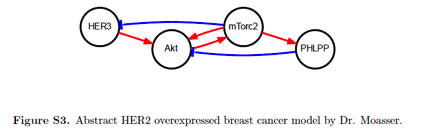 HER3
mTorc2
Akt
PHLPP
Figure S3. Abstract HER2 overexpressed breast cancer model by Dr. Moasser.